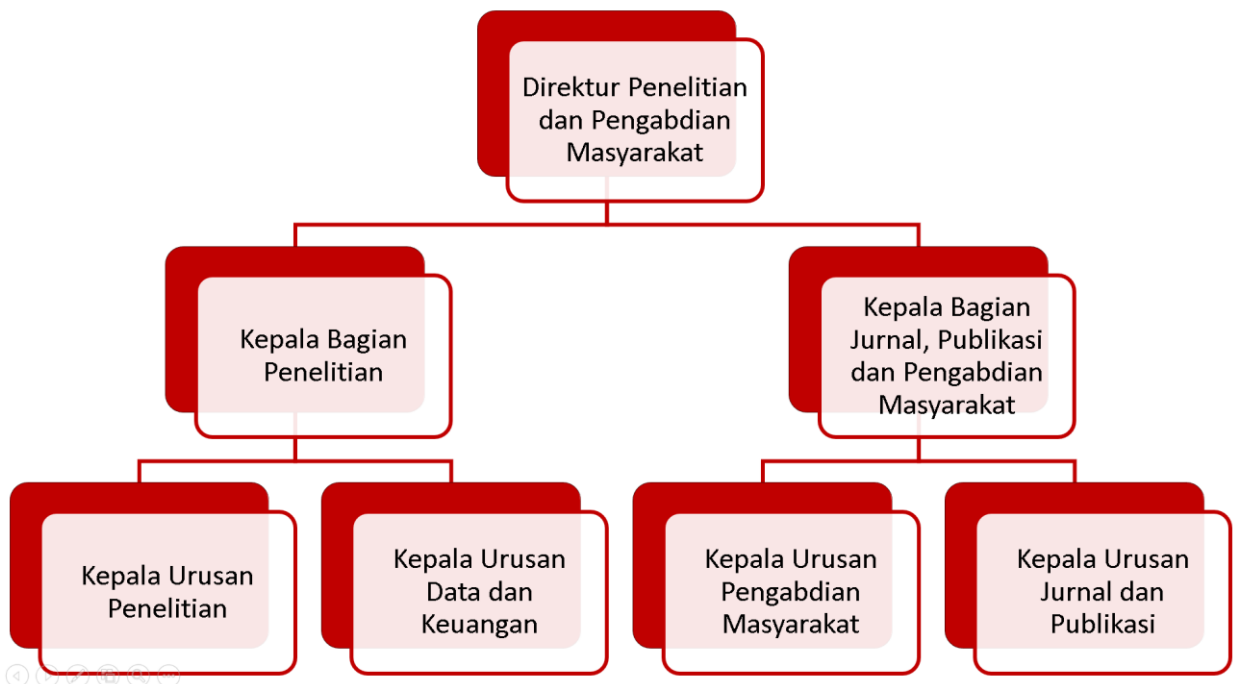 Direktur Penelitian
dan Pengabdian
Masyarakat
Kepala Bagian
Penelitian
Kepala Bagian
Jurnal, Publikasi
dan Pengabdian
Masyarakat
Kepala Urusan
Penelitian
Kepala Urusan
Data dan
Keuangan
Kepala Urusan
Pengabdian
Masyarakat
Kepala Urusan
Jurnal dan
Publikasi